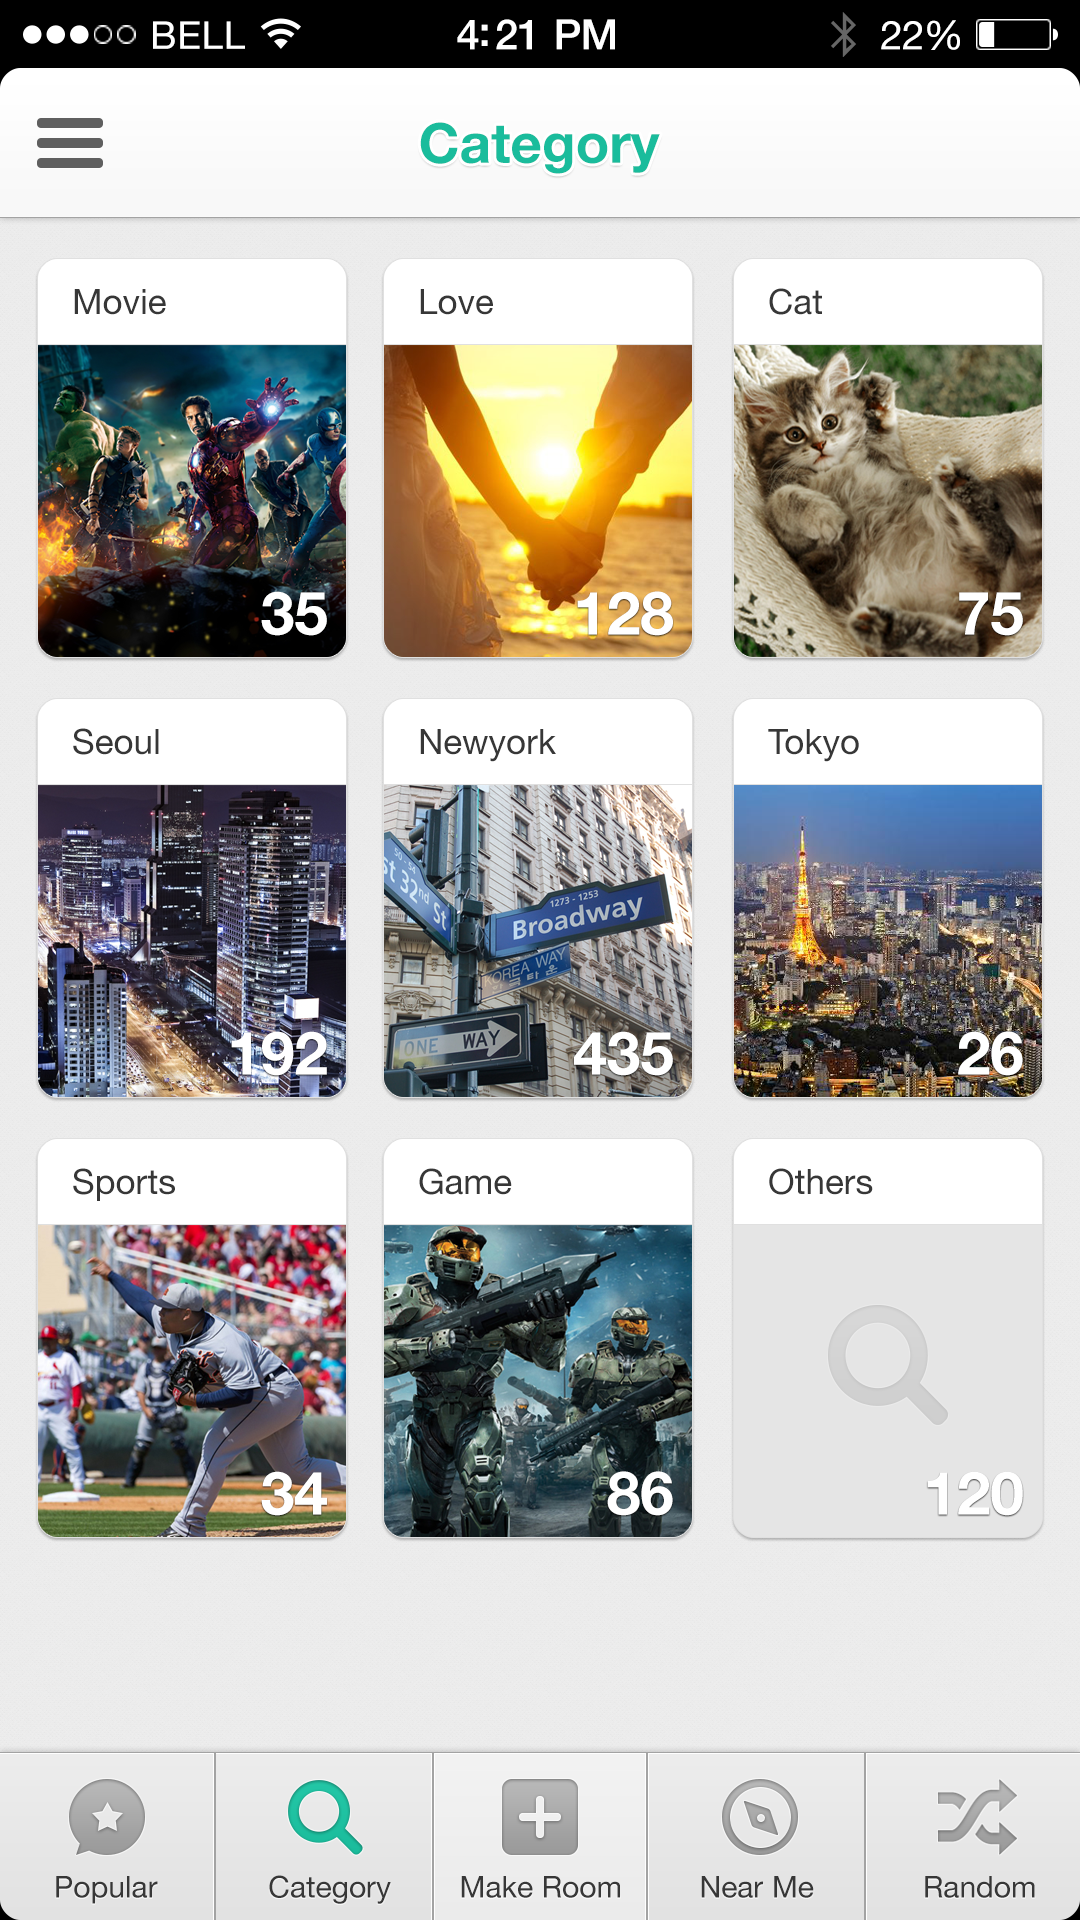 BELL 4:21 PM 22%
Category
Movie Love Cat
35 128 75
Seoul Newyork Tokyo
50 - 54
st 32nd St
1273 - 1253
Broadway
KOREA WAY
ONE WAY
192 435 26
Sports Game Others
34 86 120
Popular Category Make Room Near Me Random